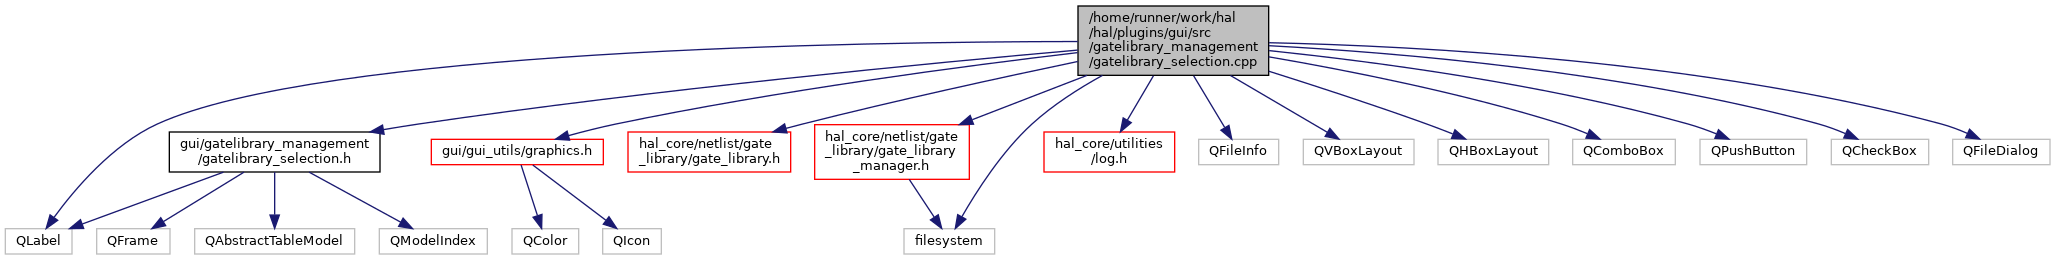 /home/runner/work/hal
/hal/plugins/gui/src
/gatelibrary_management
/gatelibrary_selection.cpp
gui/gatelibrary_management
/gatelibrary_selection.h
gui/gui_utils/graphics.h
hal_core/netlist/gate
_library/gate_library.h
hal_core/netlist/gate
_library/gate_library
_manager.h
hal_core/utilities
/log.h
QFileInfo
QVBoxLayout
QHBoxLayout
QComboBox
QPushButton
QCheckBox
QFileDialog
QLabel
QFrame
QAbstractTableModel
QModelIndex
QColor
QIcon
filesystem